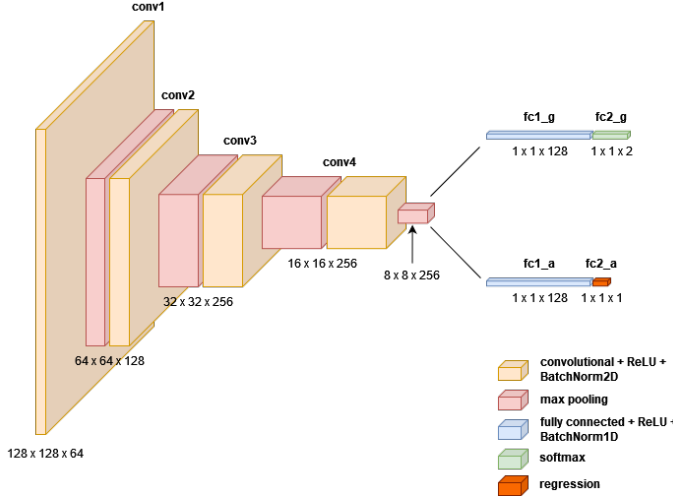 conv1
conv2
conv3
conv4
fc1_g
fc2_g
1 x 1 x 128
1 x 1 x 2
16 x 16 x 256
8 x 8 x 256
fc1_a
fc2_a
1 x 1 x 128
1 x 1 x 1
32 x 32 x 256
64 x 64 x 128
128 x 128 x 64
convolutional + ReLU +
BatchNorm2D
max pooling
fully connected + ReLU +
BatchNorm1D
softmax
regression